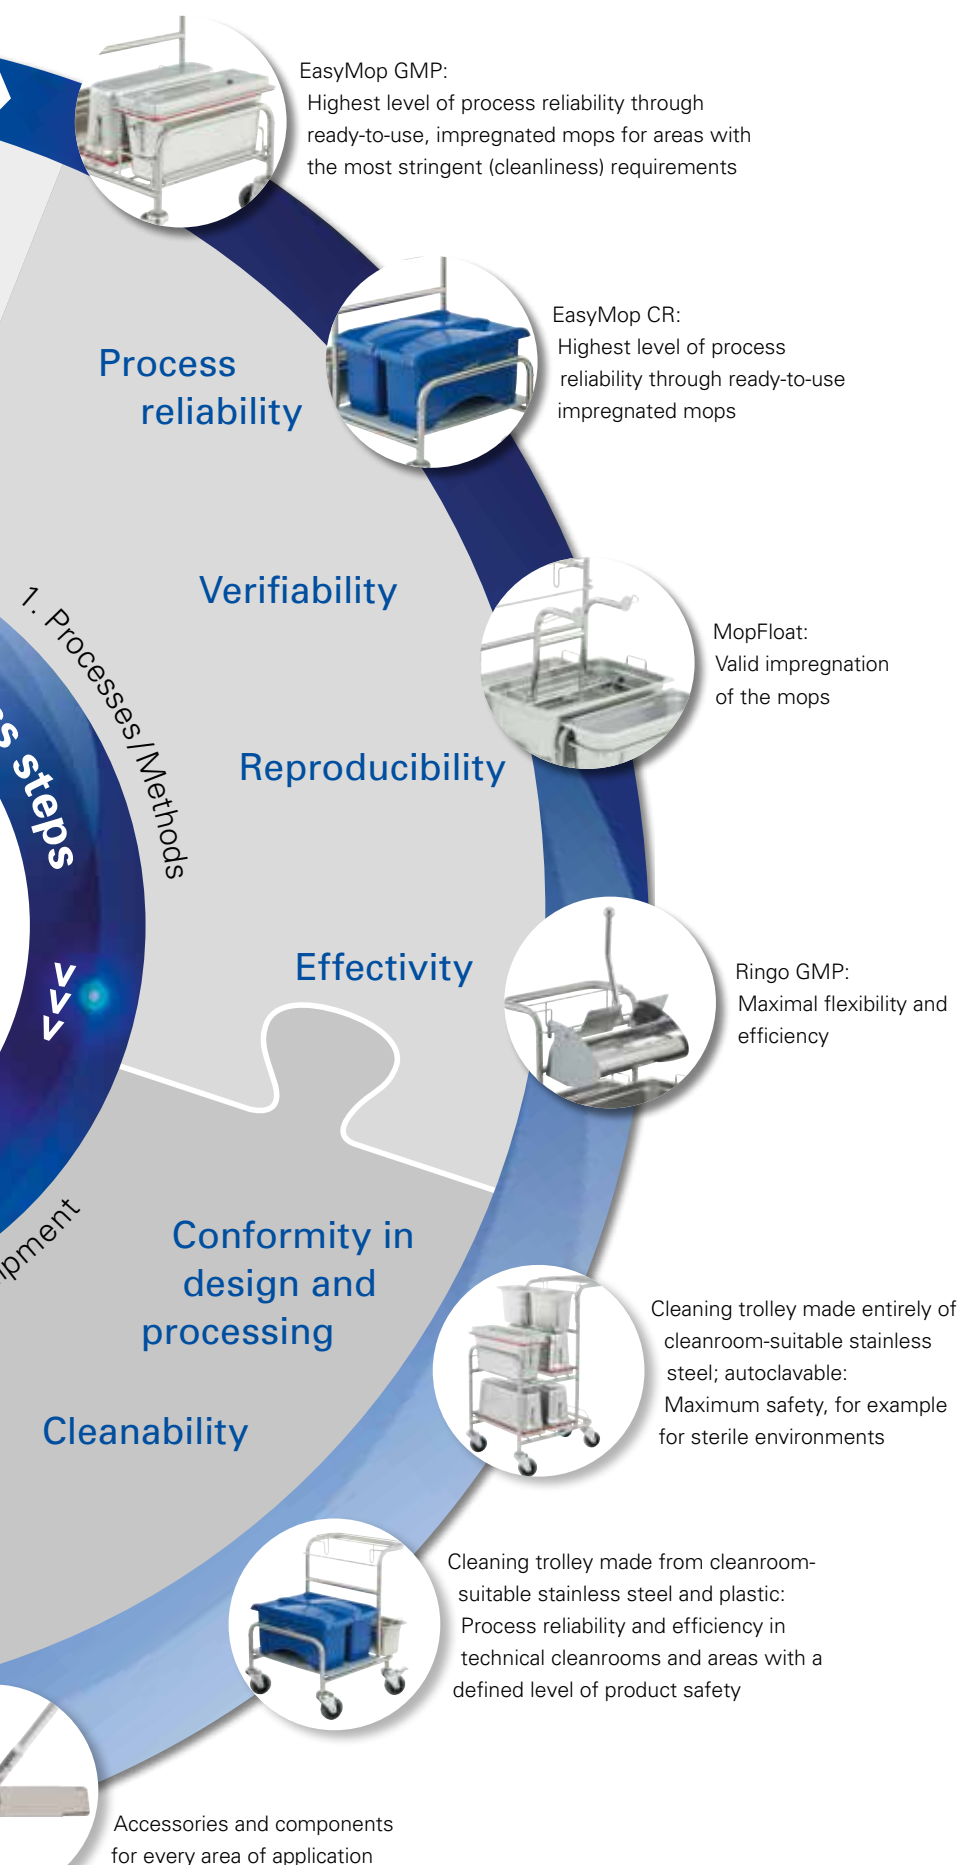 EasyMop GMP:
Highest level of process reliability through
ready-to-use, impregnated mops for areas with
the most stringent (cleanliness) requirements
EasyMop CR:
Highest level of process
reliability through ready-to-use
impregnated mops
Process
reliability
Verifiability
MopFloat:
Valid impregnation
of the mops
1. Processes/Methods
steps
Reproducibility
Effectivity
Ringo GMP:
Maximal flexibility and
efficiency
Conformity in
design and
processing
Cleanability
Cleaning trolley made entirely of
cleanroom-suitable stainless
steel; autoclavable:
Maximum safety, for example
for sterile environments
Cleaning trolley made from cleanroom-
suitable stainless steel and plastic:
Process reliability and efficiency in
technical cleanrooms and areas with a
defined level of product safety
Accessories and components
for every area of application